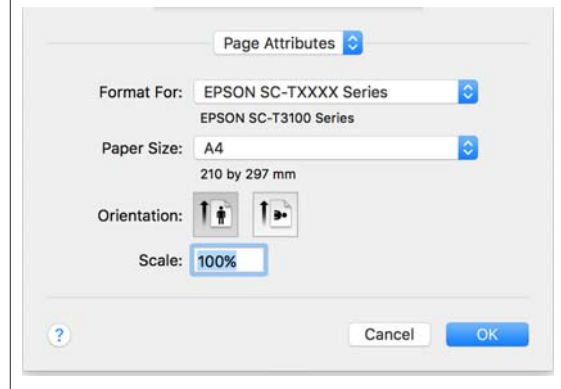 Page Attributes
Format For: EPSON SC-TXXXX Series
EPSON SC-T3100 Series
Paper Size: A4
210 by 297 mm
Orientation:
Scale: 100%
? Cancel OK